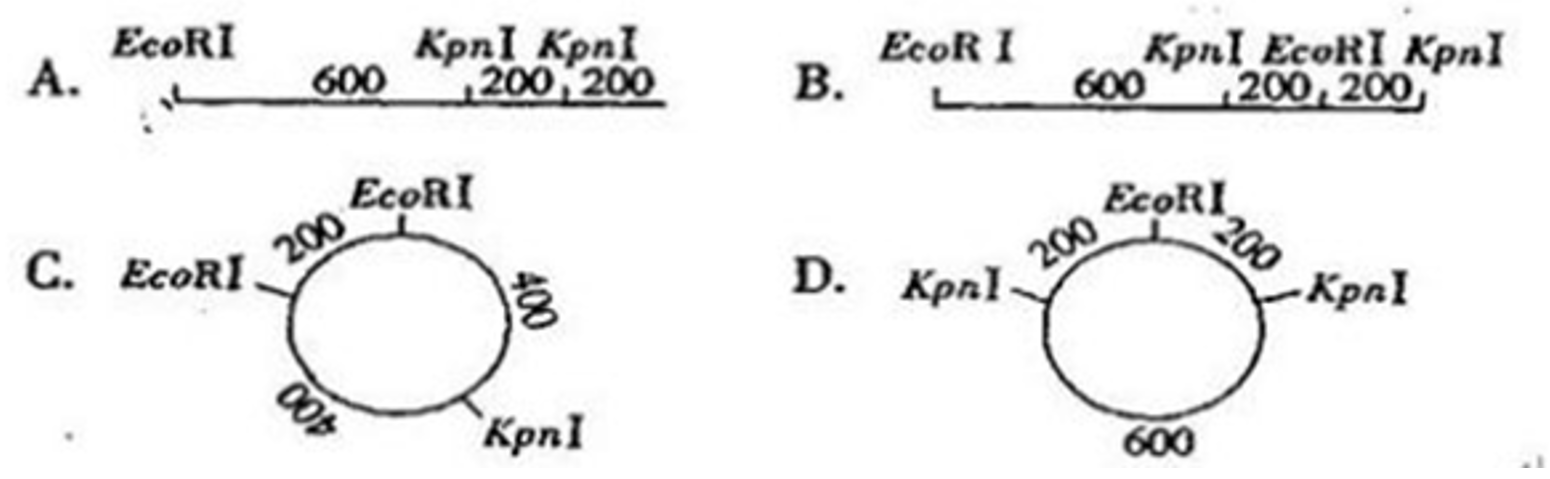 A. EcoRI 600 KpnI 200 KpnI 200
B. EcoR I 600 KpnI 200 EcoRI 200 KpnI
C. EcoRI 200 EcoRI 400 KpnI 400
D. KpnI 200 EcoRI 200 KpnI 600